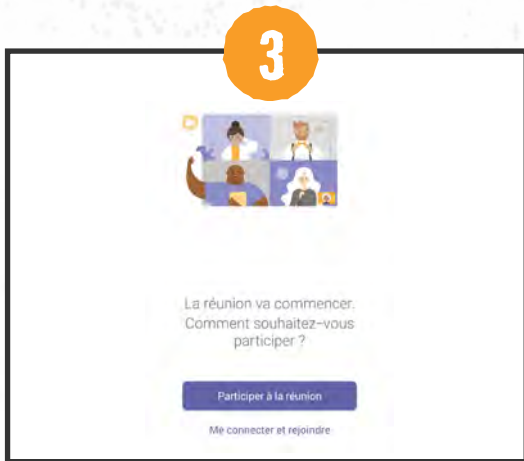 3
La réunion va commencer.
Comment souhaitez-vous
participer ?
Participer à la réunion
Me connecter et rejoindre